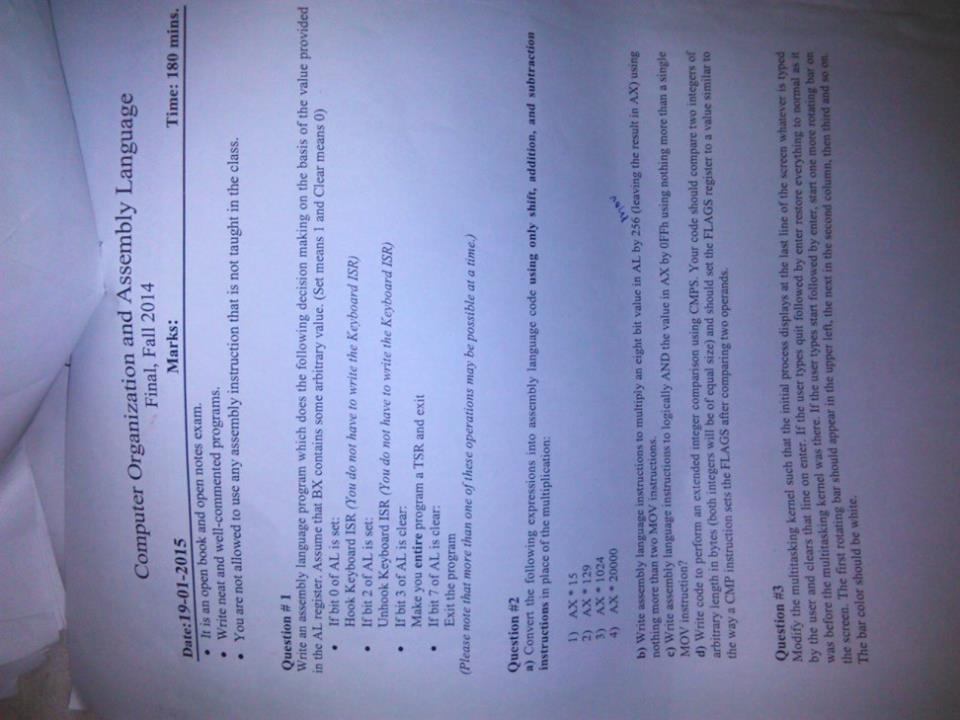 Computer Organization and Assembly Language
Final, Fall 2014
Date:19-01-2015 Marks: Time: 180 mins.
• It is an open book and open notes exam.
• Write neat and well-commented programs.
• You are not allowed to use any assembly instruction that is not taught in the class.
Question # 1
Write an assembly language program which does the following decision making on the basis of the value provided
in the AL register. Assume that BX contains some arbitrary value. (Set means 1 and Clear means 0)
• If bit 0 of AL is set:
Hook Keyboard ISR (You do not have to write the Keyboard ISR)
• If bit 2 of AL is set:
Unhook Keyboard ISR (You do not have to write the Keyboard ISR)
• If bit 3 of AL is clear:
Make you entire program a TSR and exit
• If bit 7 of AL is clear:
Exit the program
(Please note that more than one of these operations may be possible at a time.)
Question #2
a) Convert the following expressions into assembly language code using only shift, addition, and subtraction
instructions in place of the multiplication:
1) AX * 15
2) AX * 129
3) AX * 1024
4) AX * 20000
mov
b) Write assembly language instructions to multiply an eight bit value in AL by 256 (leaving the result in AX) using
nothing more than two MOV instructions.
c) Write assembly language instructions to logically AND the value in AX by 0FFh using nothing more than a single
MOV instruction?
d) Write code to perform an extended integer comparison using CMPS. Your code should compare two integers of
arbitrary length in bytes (both integers will be of equal size) and should set the FLAGS register to a value similar to
the way a CMP instruction sets the FLAGS after comparing two operands.
Question #3
Modify the multitasking kernel such that the initial process displays at the last line of the screen whatever is typed
by the user and clears that line on enter. If the user types quit followed by enter restore everything to normal as it
was before the multitasking kernel was there. If the user types start followed by enter, start one more rotating bar on
the screen. The first rotating bar should appear in the upper left, the next in the second column, then third and so on.
The bar color should be white.